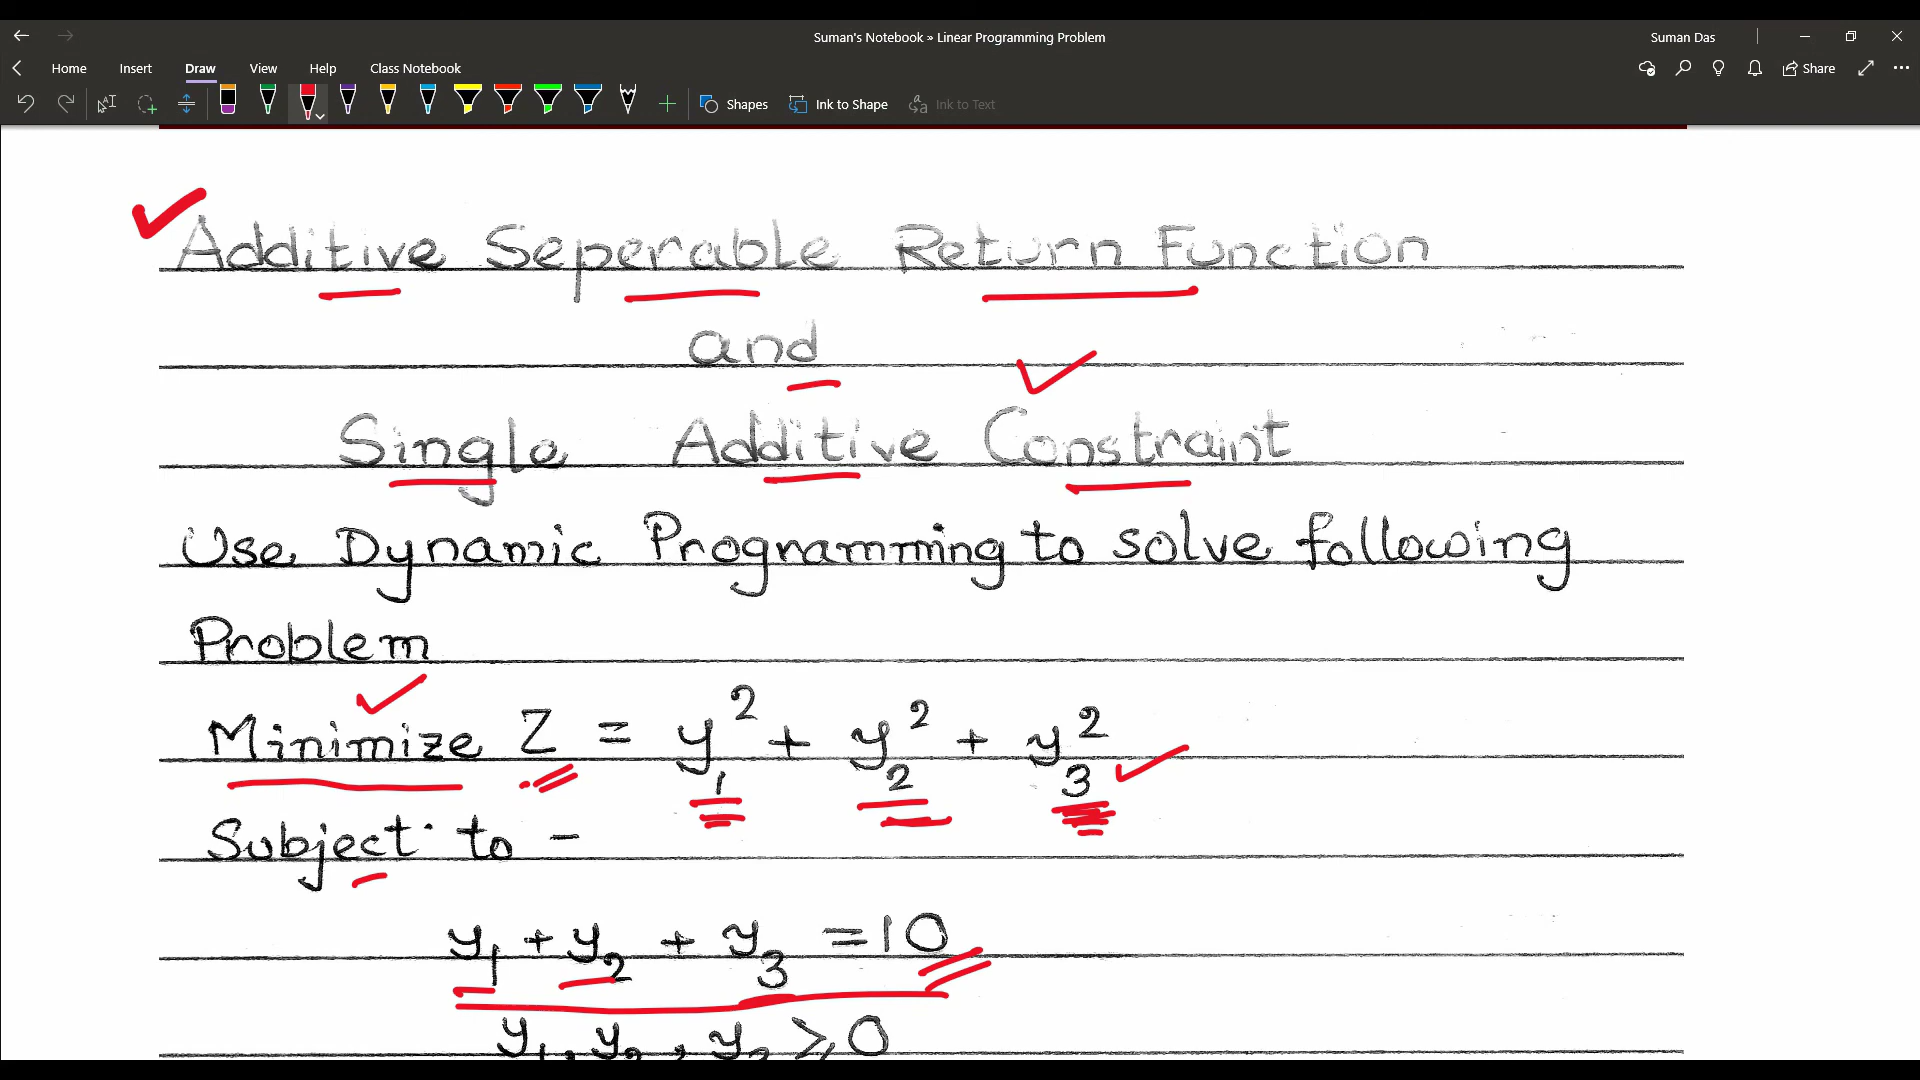 Suman's Notebook » Linear Programming Problem
Suman Das
Home Insert Draw View Help Class Notebook
Share
Shapes Ink to Shape Ink to Text
Additive Seperable Return Function
and
Single Additive Constraint
Use Dynamic Programming to solve following
Problem
Minimize Z = y₁² + y₂² + y₃²
Subject to -
y₁ + y₂ + y₃ = 10
y₁, y₂, y₃ ⩾ 0